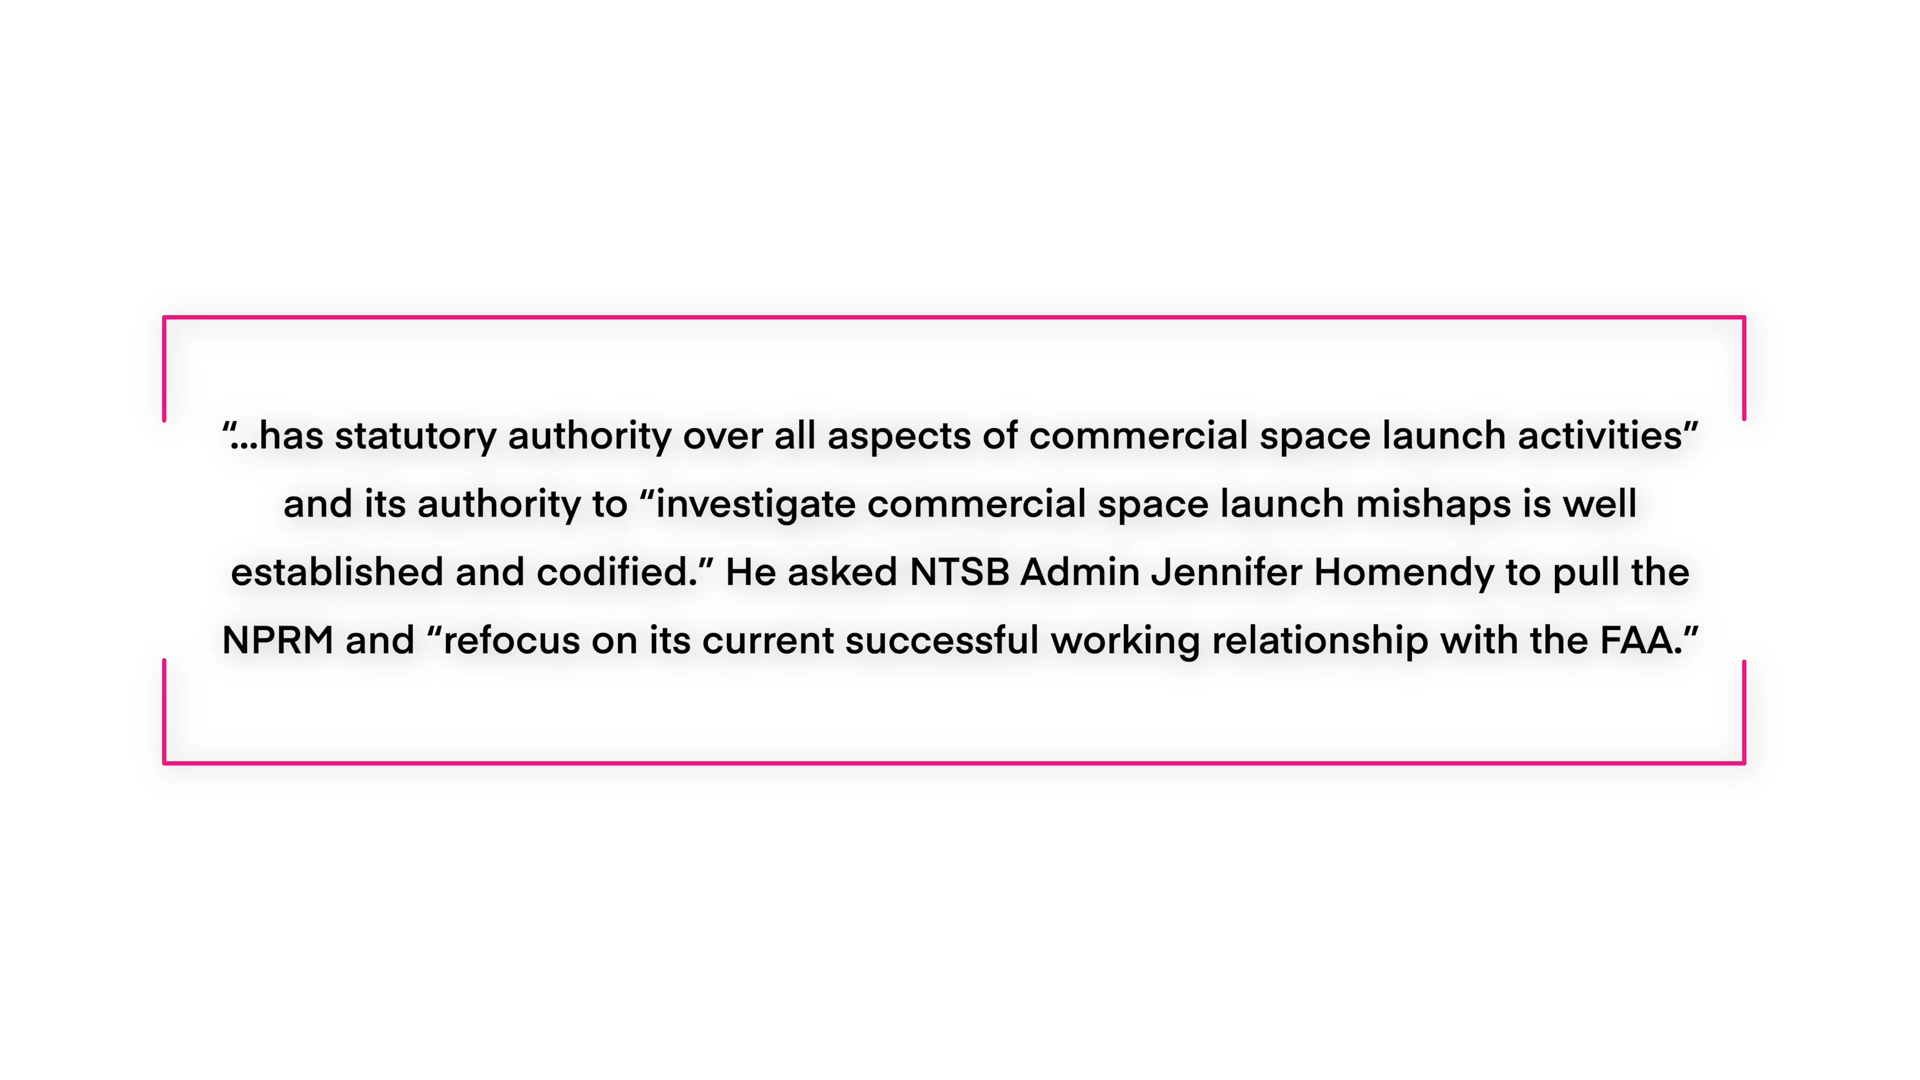 “...has statutory authority over all aspects of commercial space launch activities”
and its authority to “investigate commercial space launch mishaps is well
established and codified.” He asked NTSB Admin Jennifer Homendy to pull the
NPRM and “refocus on its current successful working relationship with the FAA.”